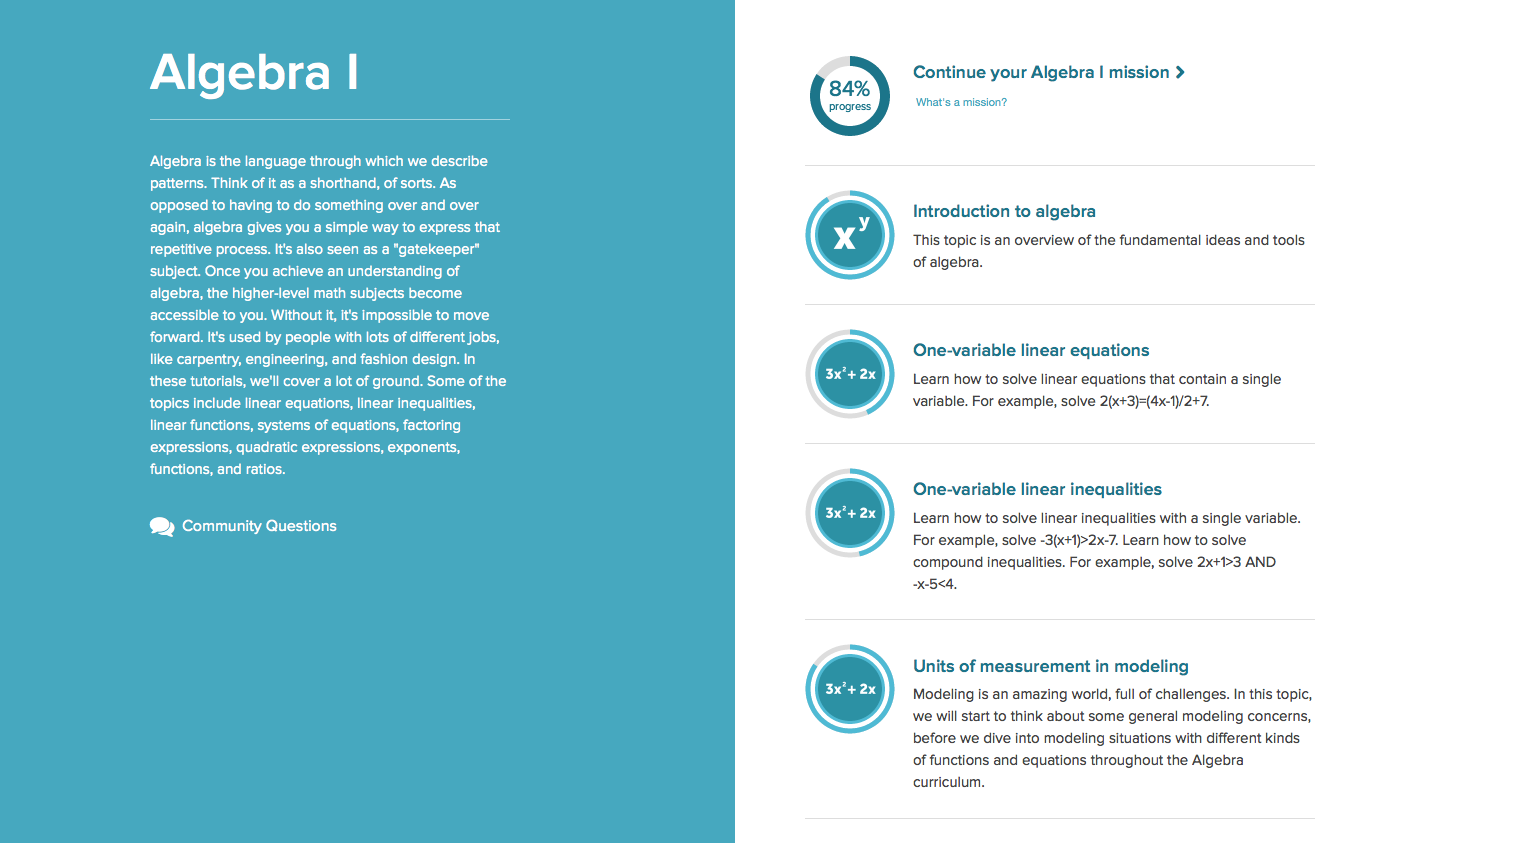 Algebra I
Algebra is the language through which we describe
patterns. Think of it as a shorthand, of sorts. As
opposed to having to do something over and over
again, algebra gives you a simple way to express that
repetitive process. It's also seen as a "gatekeeper"
subject. Once you achieve an understanding of
algebra, the higher-level math subjects become
accessible to you. Without it, it's impossible to move
forward. It's used by people with lots of different jobs,
like carpentry, engineering, and fashion design. In
these tutorials, we'll cover a lot of ground. Some of the
topics include linear equations, linear inequalities,
linear functions, systems of equations, factoring
expressions, quadratic expressions, exponents,
functions, and ratios.
Community Questions
84%
progress
Continue your Algebra I mission
What's a mission?
xʸ
Introduction to algebra
This topic is an overview of the fundamental ideas and tools
of algebra.
3x²+ 2x
One-variable linear equations
Learn how to solve linear equations that contain a single
variable. For example, solve 2(x+3)=(4x-1)/2+7.
3x²+ 2x
One-variable linear inequalities
Learn how to solve linear inequalities with a single variable.
For example, solve -3(x+1)>2x-7. Learn how to solve
compound inequalities. For example, solve 2x+1>3 AND
-x-5<4.
3x²+ 2x
Units of measurement in modeling
Modeling is an amazing world, full of challenges. In this topic,
we will start to think about some general modeling concerns,
before we dive into modeling situations with different kinds
of functions and equations throughout the Algebra
curriculum.